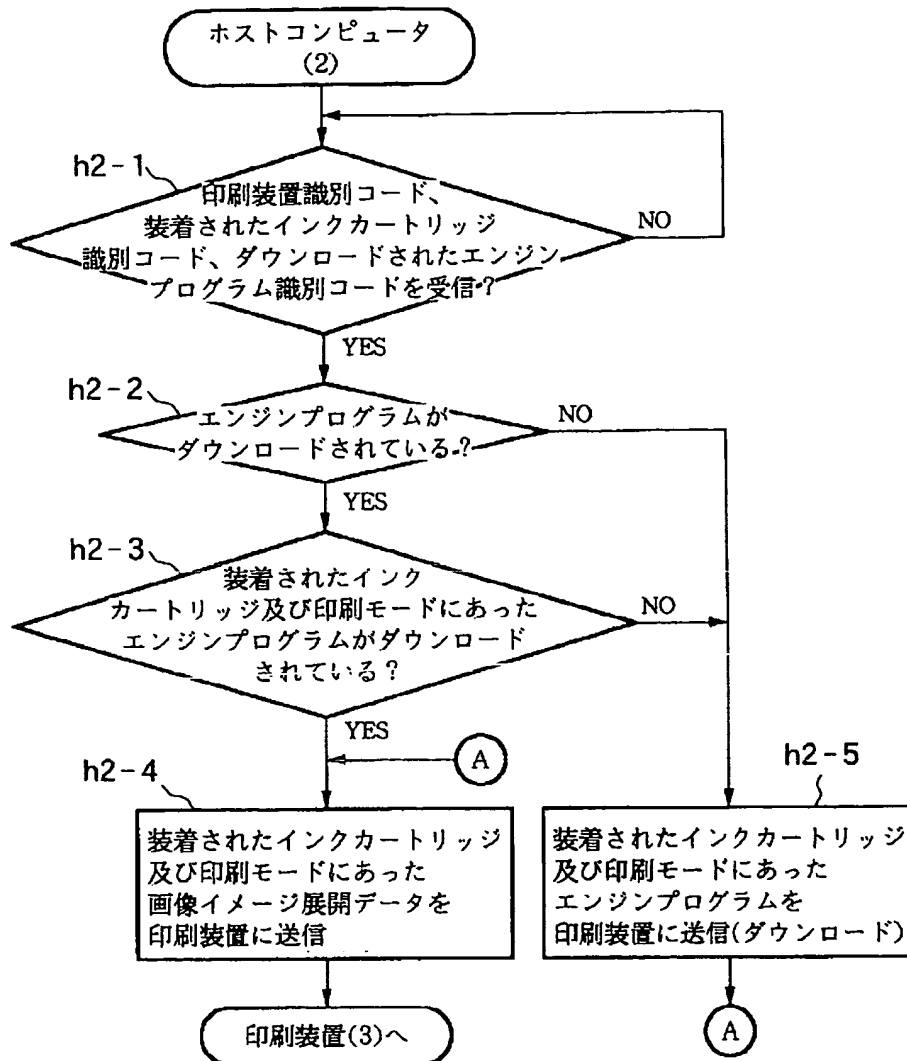 ホストコンピュータ
(2)
h2-1
印刷装置識別コード、
装着されたインクカートリッジ
識別コード、ダウンロードされたエンジン
プログラム識別コードを受信？
NO
YES
h2-2
エンジンプログラムが
ダウンロードされている？
NO
YES
h2-3
装着されたインク
カートリッジ及び印刷モードにあった
エンジンプログラムがダウンロード
されている？
NO
YES
A
h2-4
装着されたインクカートリッジ
及び印刷モードにあった
画像イメージ展開データを
印刷装置に送信
h2-5
装着されたインクカートリッジ
及び印刷モードにあった
エンジンプログラムを
印刷装置に送信(ダウンロード)
印刷装置(3)へ
A